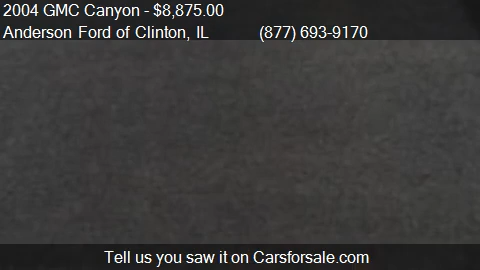 2004 GMC Canyon - $8,875.00
Anderson Ford of Clinton, IL (877) 693-9170
Tell us you saw it on Carsforsale.com